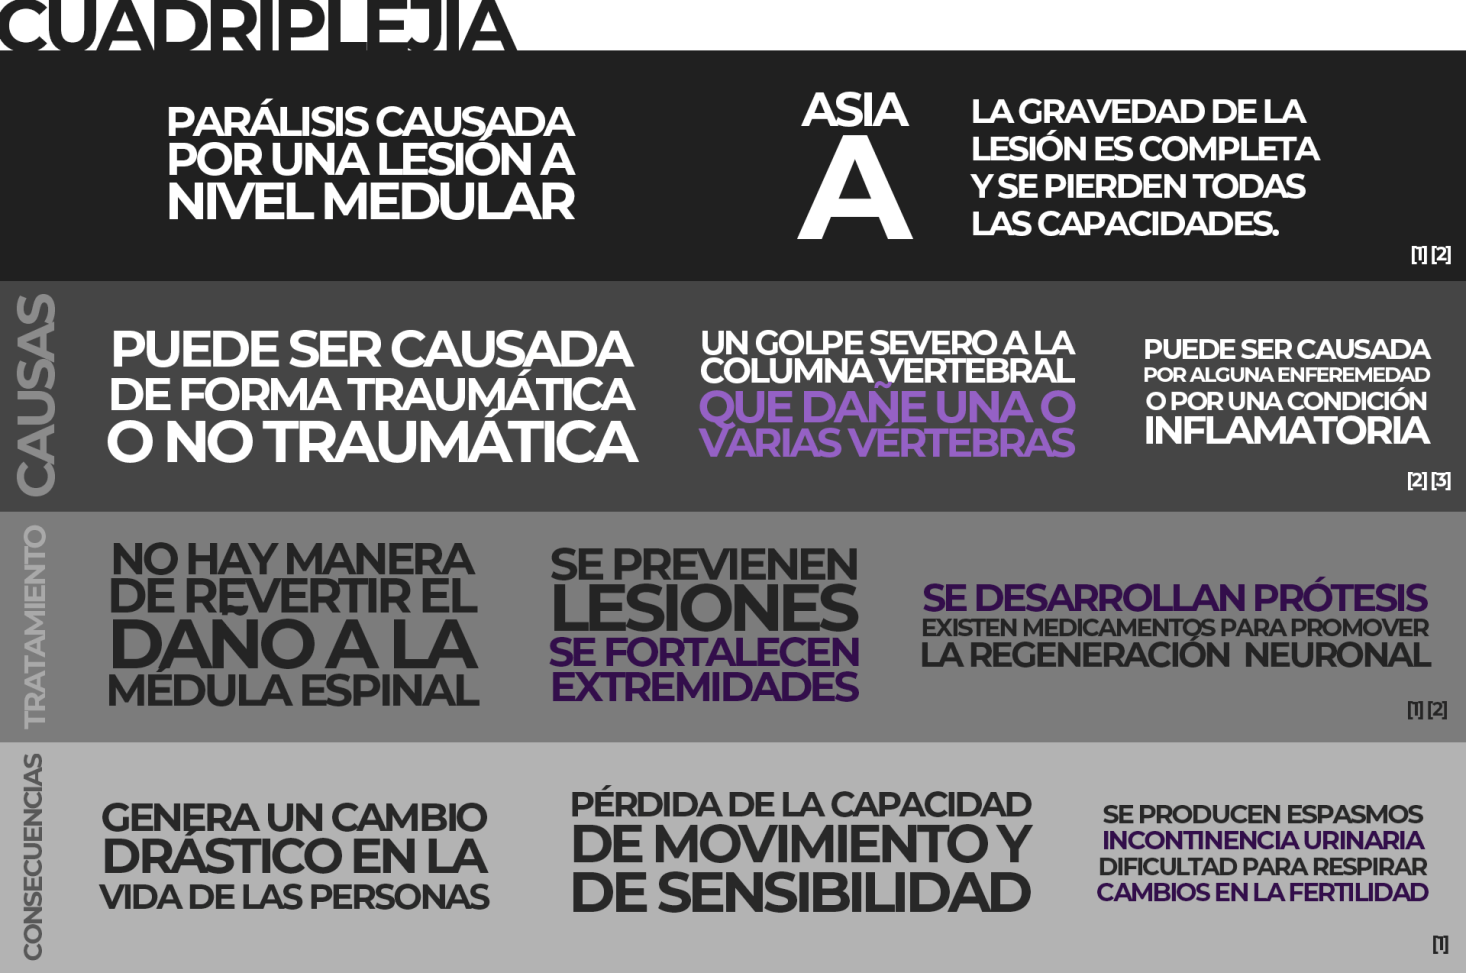 CUADRIPLEJIA
PARÁLISIS CAUSADA
POR UNA LESIÓN A
NIVEL MEDULAR
ASIA
A
LA GRAVEDAD DE LA
LESIÓN ES COMPLETA
Y SE PIERDEN TODAS
LAS CAPACIDADES.
[1] [2]
CAUSAS
PUEDE SER CAUSADA
DE FORMA TRAUMÁTICA
O NO TRAUMÁTICA
UN GOLPE SEVERO A LA
COLUMNA VERTEBRAL
QUE DAÑE UNA O
VARIAS VÉRTEBRAS
PUEDE SER CAUSADA
POR ALGUNA ENFEREMEDAD
O POR UNA CONDICIÓN
INFLAMATORIA
[2] [3]
TRATAMIENTO
NO HAY MANERA
DE REVERTIR EL
DAÑO A LA
MÉDULA ESPINAL
SE PREVIENEN
LESIONES
SE FORTALECEN
EXTREMIDADES
SE DESARROLLAN PRÓTESIS
EXISTEN MEDICAMENTOS PARA PROMOVER
LA REGENERACIÓN NEURONAL
[1] [2]
CONSECUENCIAS
GENERA UN CAMBIO
DRÁSTICO EN LA
VIDA DE LAS PERSONAS
PÉRDIDA DE LA CAPACIDAD
DE MOVIMIENTO Y
DE SENSIBILIDAD
SE PRODUCEN ESPASMOS
INCONTINENCIA URINARIA
DIFICULTAD PARA RESPIRAR
CAMBIOS EN LA FERTILIDAD
[1]